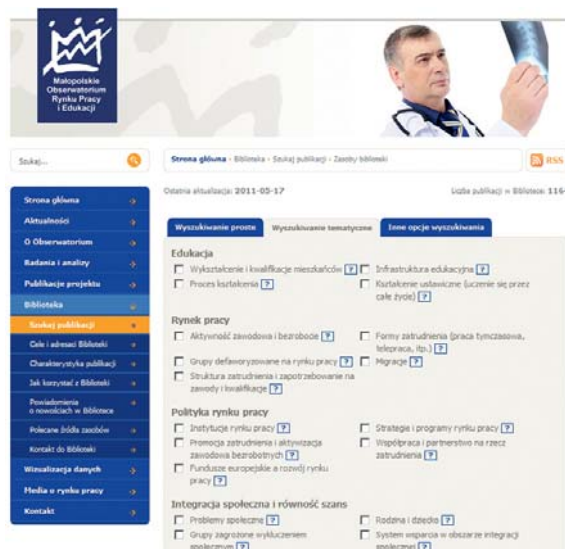 Małopolskie
Obserwatorium
Rynku Pracy
i Edukacji
Szukaj...
Strona główna - Biblioteka - Szukaj publikacji - Zasoby biblioteki
RSS
Ostatnia aktualizacja: 2011-05-17
Liczba publikacji w Bibliotece: 116
Strona główna
Aktualności
O Obserwatorium
Badania i analizy
Publikacje projektu
Biblioteka
Szukaj publikacji
Cele i adresaci Biblioteki
Charakterystyka publikacji
Jak korzystać z Biblioteki
Powiadomienia
o nowościach w Bibliotece
Polecane źródła zasobów
Kontakt do Biblioteki
Wizualizacja danych
Media o rynku pracy
Kontakt
Wyszukiwanie proste
Wyszukiwanie tematyczne
Inne opcje wyszukiwania
Edukacja
Wykształcenie i kwalifikacje mieszkańców ?
Infrastruktura edukacyjna ?
Proces kształcenia ?
Kształcenie ustawiczne (uczenie się przez
całe życie) ?
Rynek pracy
Aktywność zawodowa i bezrobocie ?
Formy zatrudnienia (praca tymczasowa,
telepraca, itp.) ?
Grupy defaworyzowane na rynku pracy ?
Migracje ?
Struktura zatrudnienia i zapotrzebowanie na
zawody i kwalifikacje ?
Polityka rynku pracy
Instytucje rynku pracy ?
Strategie i programy rynku pracy ?
Promocja zatrudnienia i aktywizacja
zawodowa bezrobotnych ?
Współpraca i partnerstwo na rzecz
zatrudnienia ?
Fundusze europejskie a rozwój rynku
pracy ?
Integracja społeczna i równość szans
Problemy społeczne ?
Rodzina i dziecko ?
Grupy zagrożone wykluczeniem
społecznym ?
System wsparcia w obszarze integracji
społecznej ?